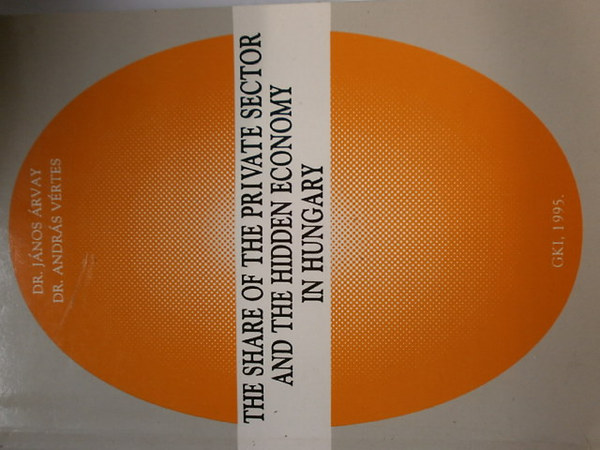 DR. JÁNOS ÁRVAY
DR. ANDRÁS VÉRTES
THE SHARE OF THE PRIVATE SECTOR
AND THE HIDDEN ECONOMY
IN HUNGARY
GKI, 1995.